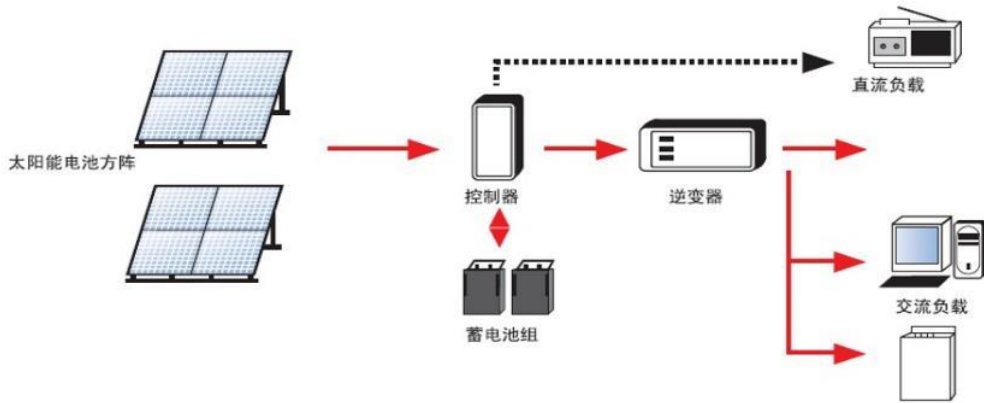 直流负载
太阳能电池方阵
控制器
逆变器
蓄电池组
交流负载